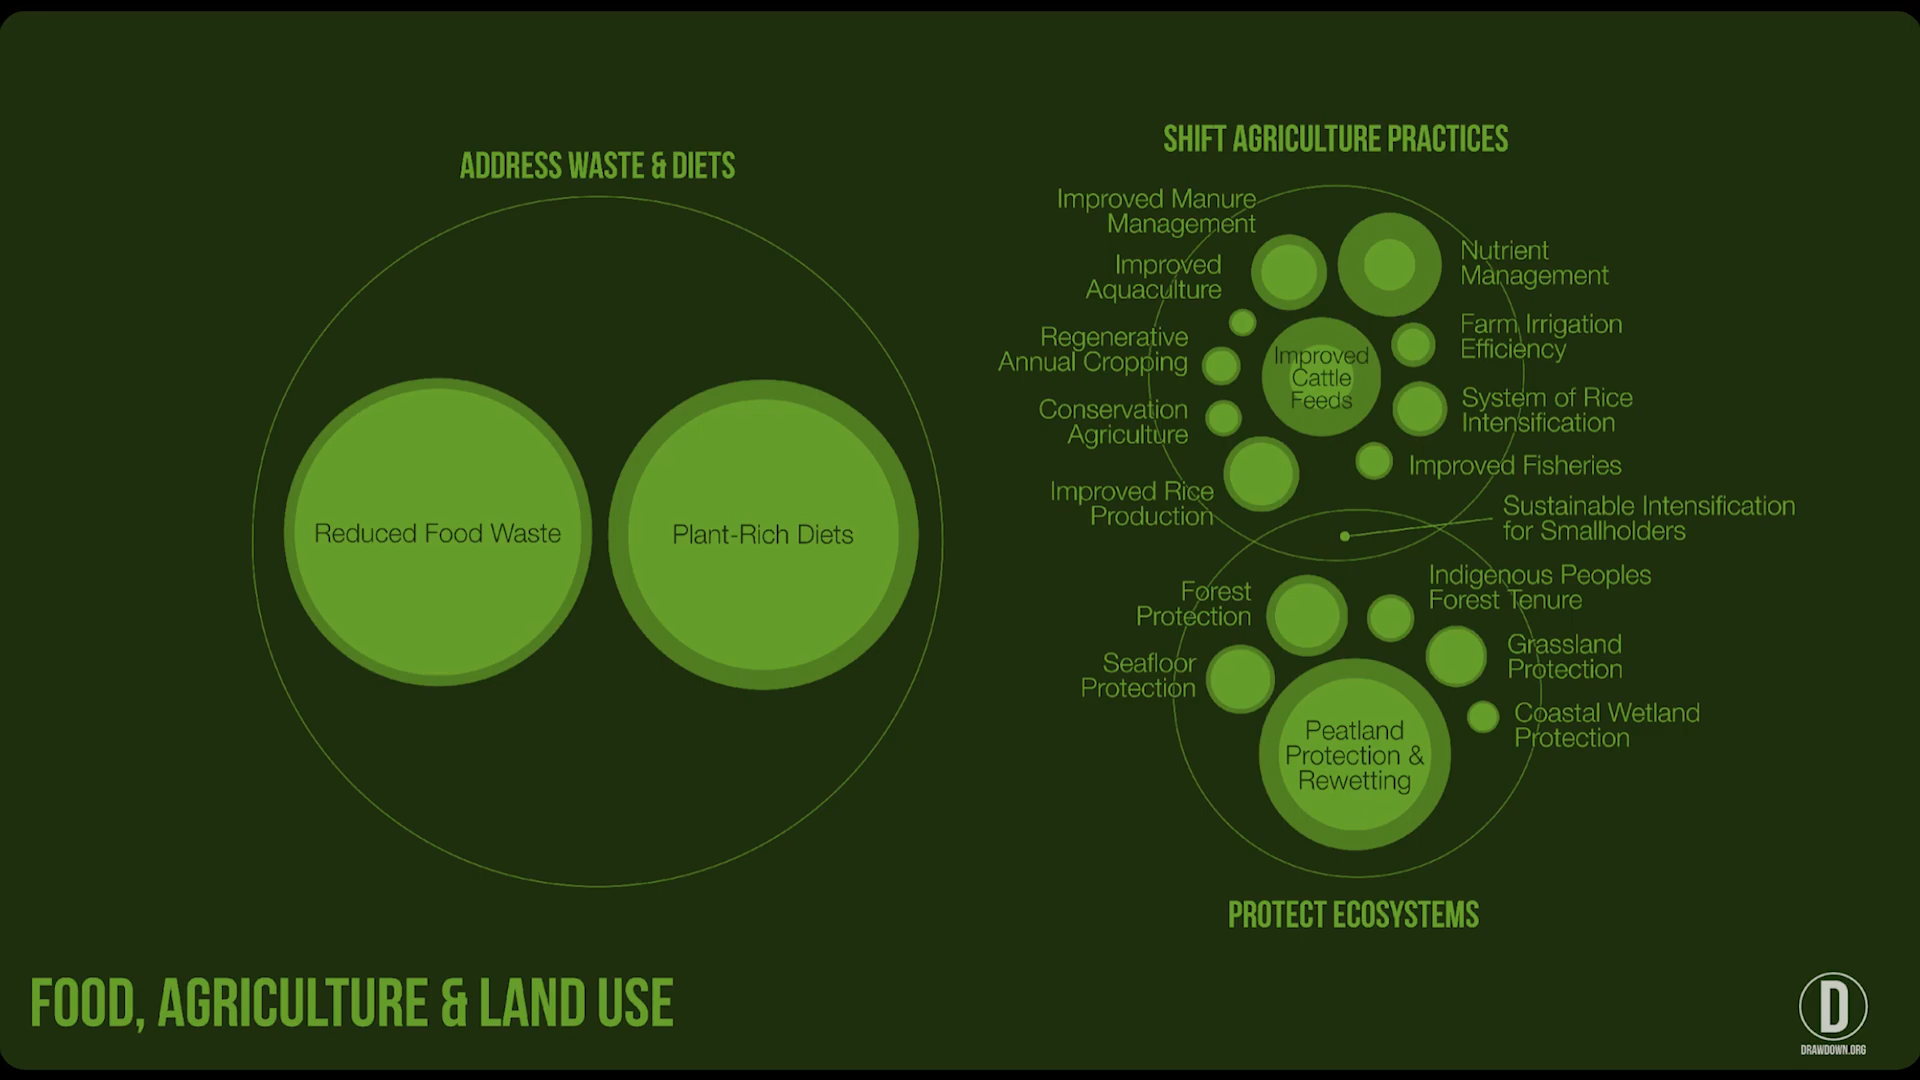 ADDRESS WASTE & DIETS
Reduced Food Waste
Plant-Rich Diets
SHIFT AGRICULTURE PRACTICES
Improved Manure
Management
Improved
Aquaculture
Regenerative
Annual Cropping
Conservation
Agriculture
Improved Rice
Production
Improved
Cattle
Feeds
Nutrient
Management
Farm Irrigation
Efficiency
System of Rice
Intensification
Improved Fisheries
Sustainable Intensification
for Smallholders
Forest
Protection
Seafloor
Protection
Indigenous Peoples
Forest Tenure
Grassland
Protection
Coastal Wetland
Protection
Peatland
Protection &
Rewetting
PROTECT ECOSYSTEMS
FOOD, AGRICULTURE & LAND USE
D
DRAWDOWN.ORG